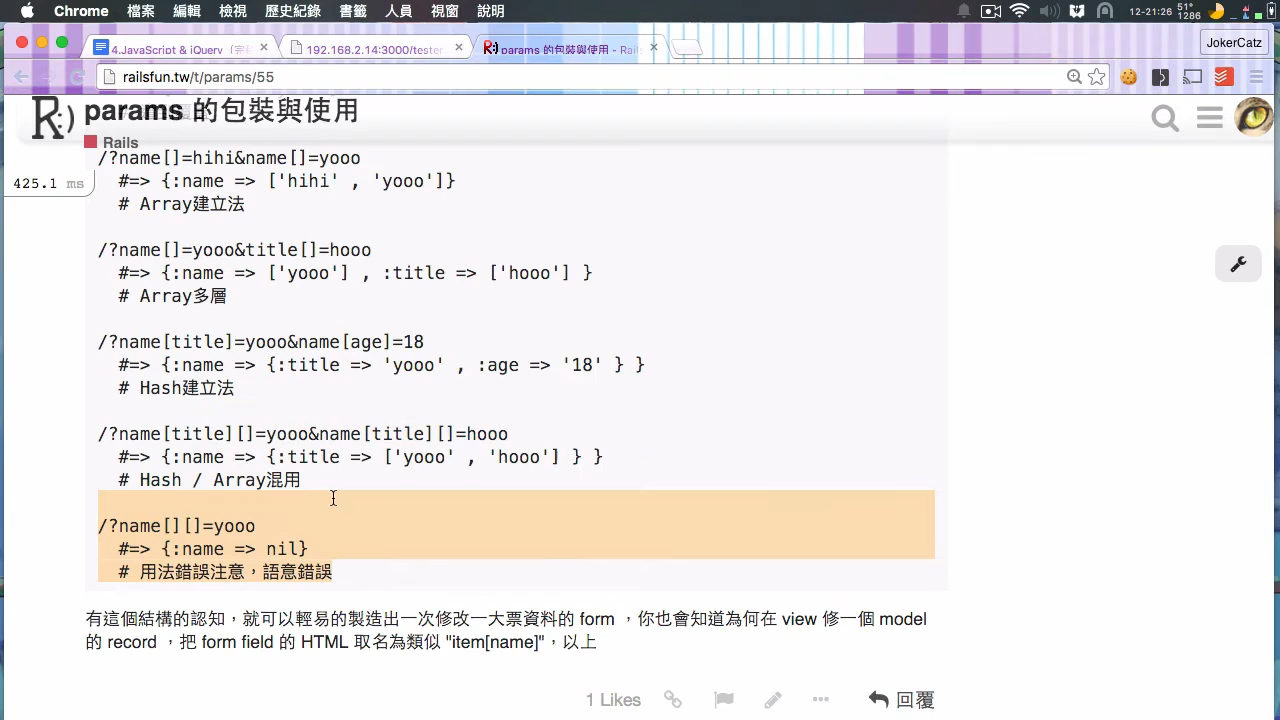 Chrome 檔案 編輯 檢視 歷史紀錄 書籤 人員 視窗 說明 12-21-26 51° 1286
4.JavaScript & jQuery (完 192.168.2.14:3000/tester params 的包裝與使用 - Rails JokerCatz
railsfun.tw/t/params/55
params 的包裝與使用
Rails
425.1 ms
/?name[]=hihi&name[]=yooo
#=> {:name => ['hihi' , 'yooo']}
# Array建立法
/?name[]=yooo&title[]=hooo
#=> {:name => ['yooo'] , :title => ['hooo'] }
# Array多層
/?name[title]=yooo&name[age]=18
#=> {:name => {:title => 'yooo' , :age => '18' } }
# Hash建立法
/?name[title][]=yooo&name[title][]=hooo
#=> {:name => {:title => ['yooo' , 'hooo'] } }
# Hash / Array混用
/?name[][]=yooo
#=> {:name => nil}
# 用法錯誤注意，語意錯誤
有這個結構的認知，就可以輕易的製造出一次修改一大票資料的 form ，你也會知道為何在 view 修一個 model
的 record ，把 form field 的 HTML 取名為類似 "item[name]"，以上
1 Likes 回覆